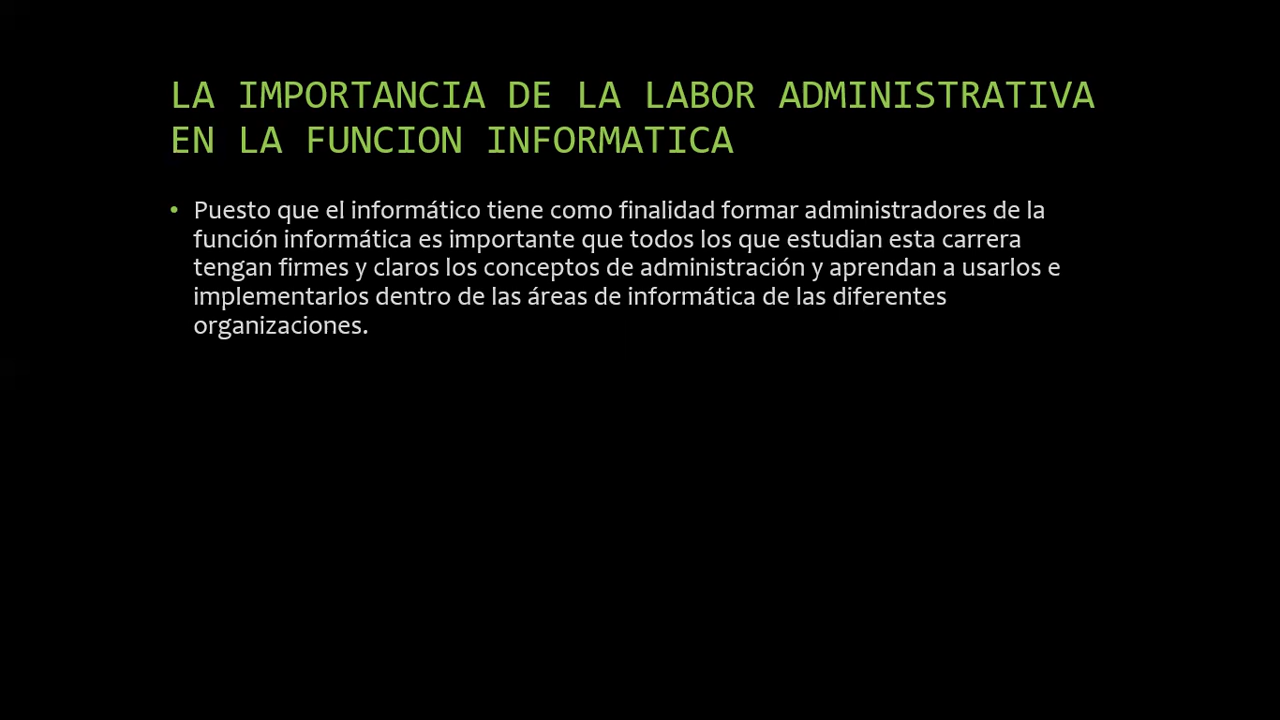 LA IMPORTANCIA DE LA LABOR ADMINISTRATIVA
EN LA FUNCION INFORMATICA
• Puesto que el informático tiene como finalidad formar administradores de la
función informática es importante que todos los que estudian esta carrera
tengan firmes y claros los conceptos de administración y aprendan a usarlos e
implementarlos dentro de las áreas de informática de las diferentes
organizaciones.